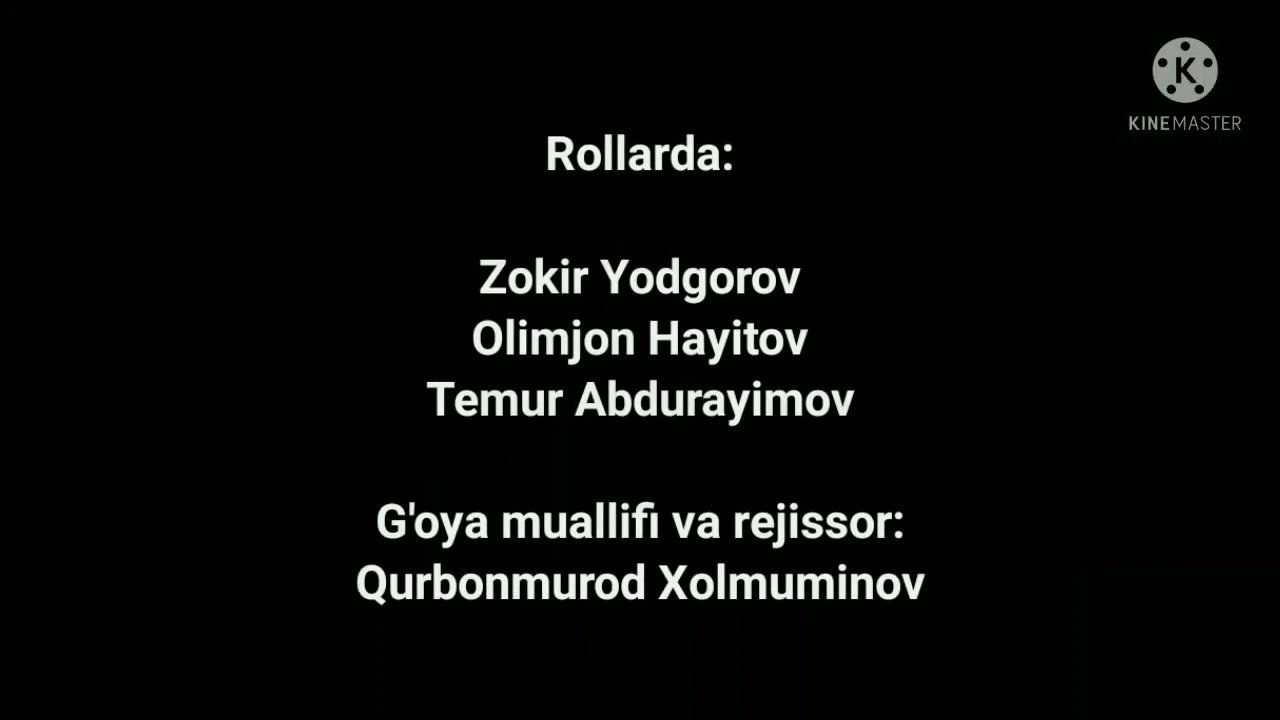 K
KINEMASTER
Rollarda:
Zokir Yodgorov
Olimjon Hayitov
Temur Abdurayimov
G'oya muallifi va rejissor:
Qurbonmurod Xolmuminov